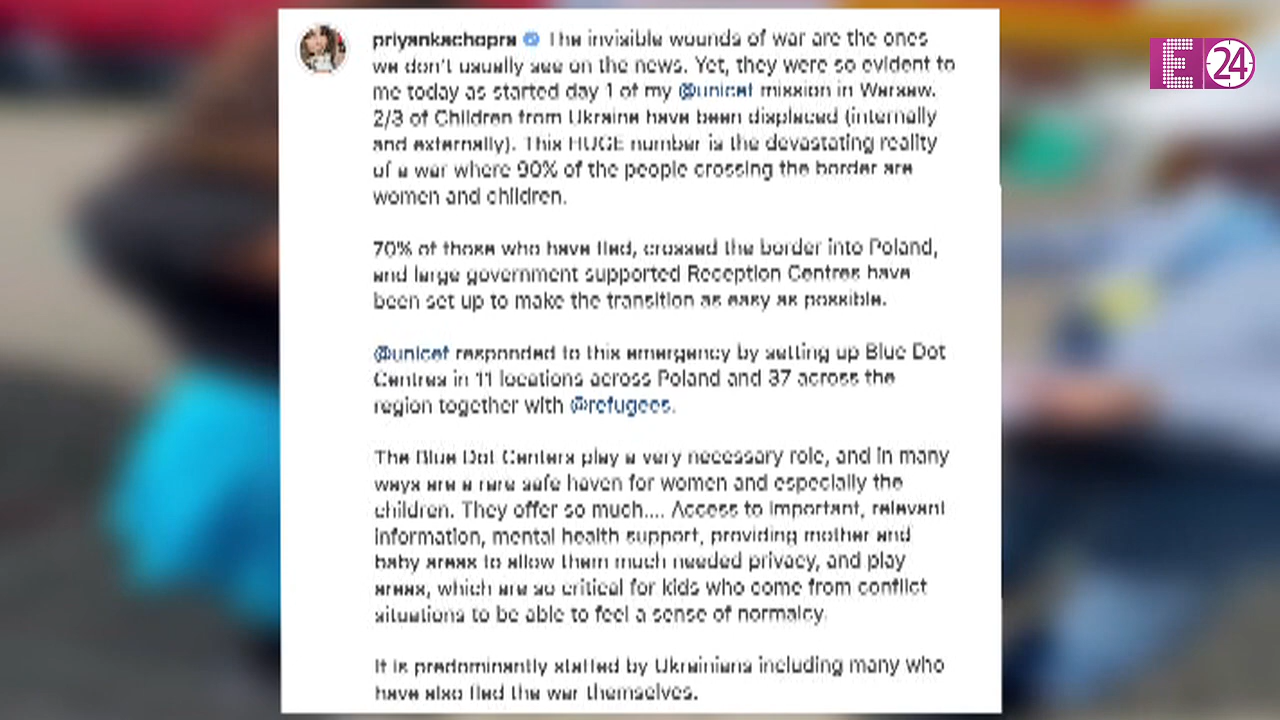 priyankachopra The invisible wounds of war are the ones
we don't usually see on the news. Yet, they were so evident to
me today as started day 1 of my @unicef mission in Warsaw.
2/3 of Children from Ukraine have been displaced (internally
and externally). This HUGE number is the devastating reality
of a war where 90% of the people crossing the border are
women and children.
70% of those who have fled, crossed the border into Poland,
and large government supported Reception Centres have
been set up to make the transition as easy as possible.
@unicef responded to this emergency by setting up Blue Dot
Centres in 11 locations across Poland and 37 across the
region together with @refugees.
The Blue Dot Centers play a very necessary role, and in many
ways are a rare safe haven for women and especially the
children. They offer so much.... Access to important, relevant
information, mental health support, providing mother and
baby areas to allow them much needed privacy, and play
areas, which are so critical for kids who come from conflict
situations to be able to feel a sense of normalcy.
It is predominantly staffed by Ukrainians including many who
have also fled the war themselves.
E24